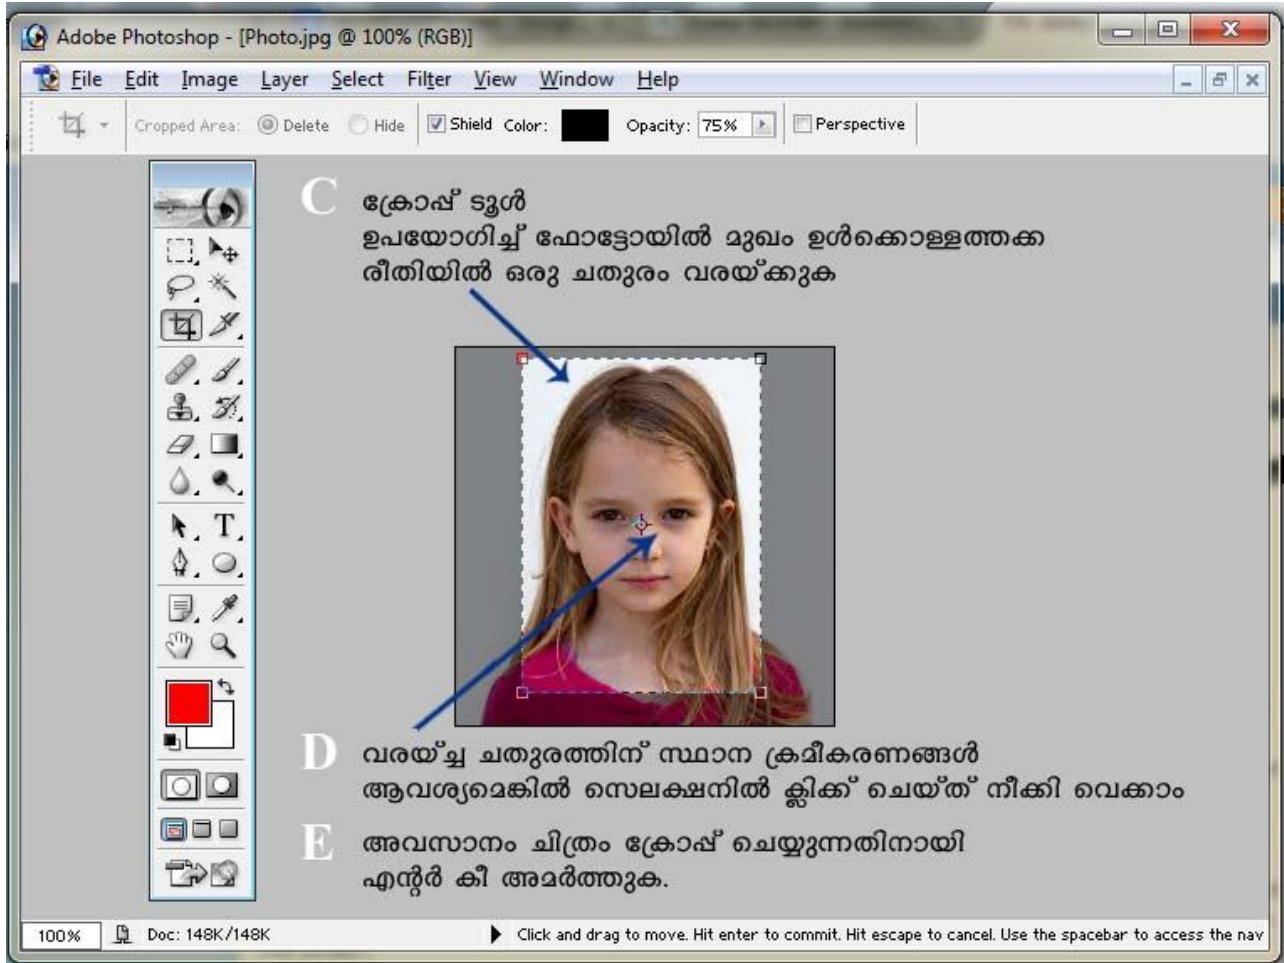 Adobe Photoshop - [Photo.jpg @ 100% (RGB)]
File Edit Image Layer Select Filter View Window Help
Cropped Area: Delete Hide Shield Color: Opacity: 75% Perspective
C ക്രോപ്പ് ടൂൾ
ഉപയോഗിച്ച് ഫോട്ടോയിൽ മുഖം ഉൾക്കൊള്ളത്തക്ക
രീതിയിൽ ഒരു ചതുരം വരയ്ക്കുക
T
D വരയ്ച്ച ചതുരത്തിന് സ്ഥാന ക്രമീകരണങ്ങൾ
ആവശ്യമെങ്കിൽ സെലക്ഷനിൽ ക്ലിക്ക് ചെയ്ത് നീക്കി വെക്കാം
E അവസാനം ചിത്രം ക്രോപ്പ് ചെയ്യുന്നതിനായി
എന്റർ കീ അമർത്തുക.
100% Doc: 148K/148K Click and drag to move. Hit enter to commit. Hit escape to cancel. Use the spacebar to access the nav